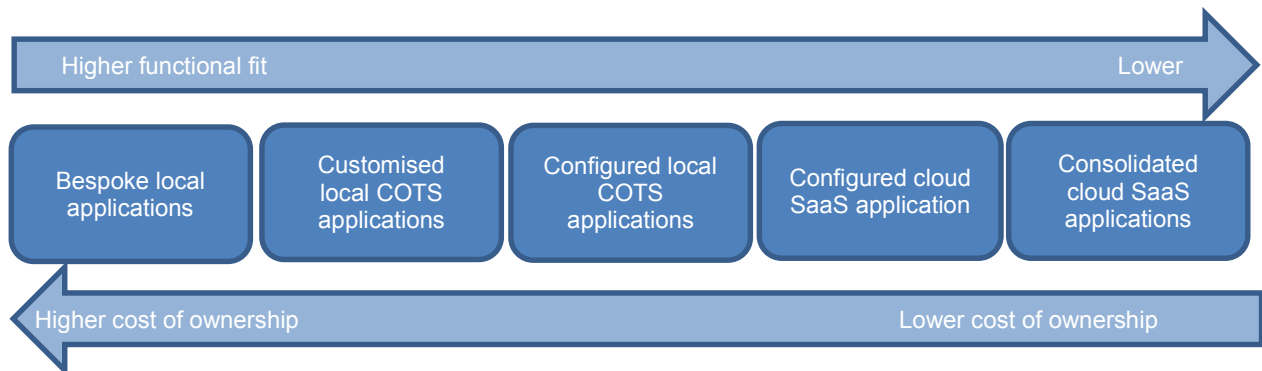 Higher functional fit Lower
Bespoke local
applications
Customised
local COTS
applications
Configured local
COTS
applications
Configured cloud
SaaS application
Consolidated
cloud SaaS
applications
Higher cost of ownership Lower cost of ownership